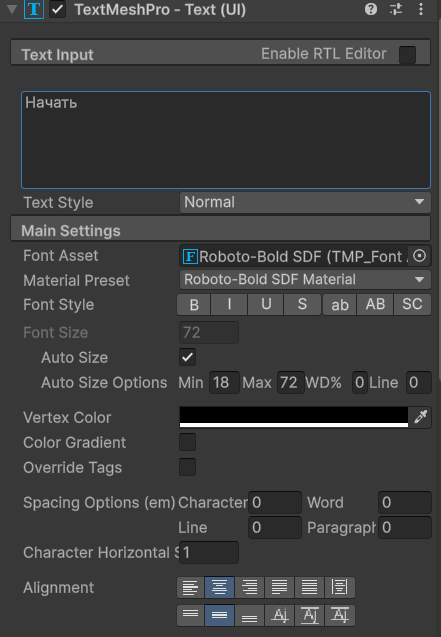 TextMeshPro - Text (UI)
Text Input Enable RTL Editor
Начать
Text Style Normal
Main Settings
Font Asset F Roboto-Bold SDF (TMP_Font
Material Preset Roboto-Bold SDF Material
Font Style B I U S ab AB SC
Font Size 72
Auto Size
Auto Size Options Min 18 Max 72 WD% 0 Line 0
Vertex Color
Color Gradient
Override Tags
Spacing Options (em) Character 0 Word 0
Line 0 Paragraph 0
Character Horizontal S 1
Alignment